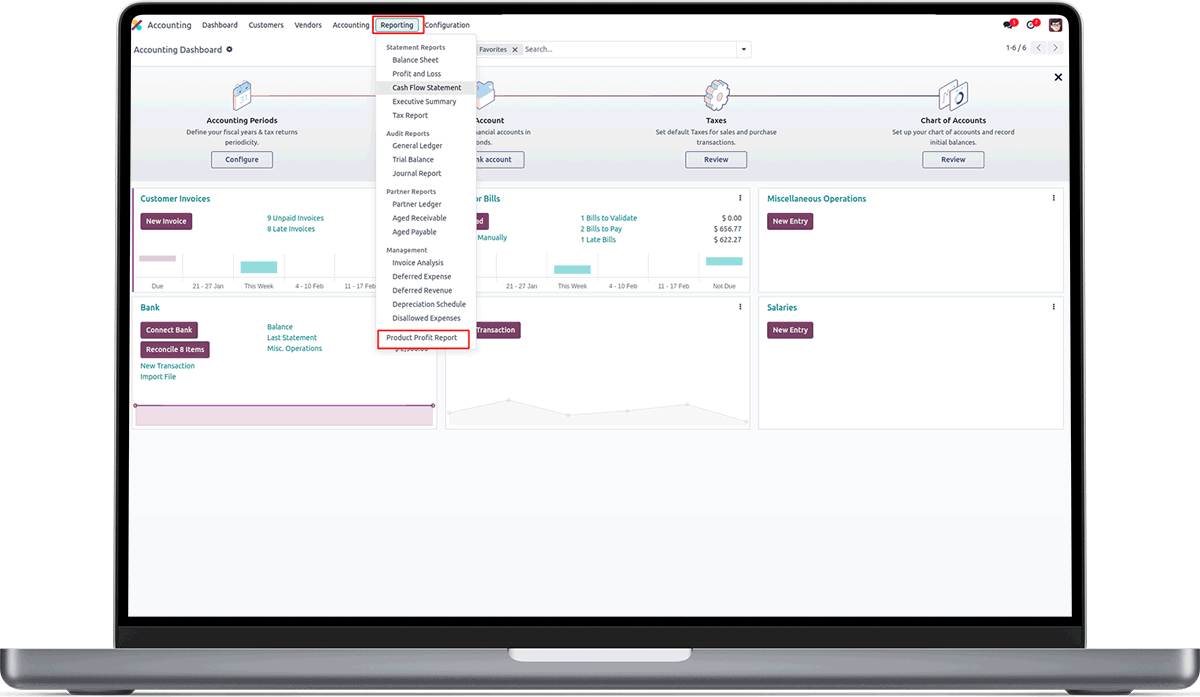 Accounting Dashboard Customers Vendors Accounting Reporting Configuration
Accounting Dashboard Favorites Search... 1-6 / 6
Statement Reports
Balance Sheet
Profit and Loss
Cash Flow Statement
Executive Summary
Tax Report
Audit Reports
General Ledger
Trial Balance
Journal Report
Partner Reports
Partner Ledger
Aged Receivable
Aged Payable
Management
Invoice Analysis
Deferred Expense
Deferred Revenue
Depreciation Schedule
Disallowed Expenses
Product Profit Report
Accounting Periods
Define your fiscal years & tax returns
periodicity.
Configure
Account
accounts in
account
Taxes
Set default Taxes for sales and purchase
transactions.
Review
Chart of Accounts
Set up your chart of accounts and record
initial balances.
Review
Customer Invoices
New Invoice
9 Unpaid Invoices
8 Late Invoices
Due 21 - 27 Jan This Week 4 - 10 Feb 11 - 17 Feb
Bills
Manually
1 Bills to Validate $ 0.00
2 Bills to Pay $ 656.77
1 Late Bills $ 622.27
21 - 27 Jan This Week 4 - 10 Feb 11 - 17 Feb Not Due
Miscellaneous Operations
New Entry
Bank
Connect Bank
Reconcile 8 Items
New Transaction
Import File
Balance
Last Statement
Misc. Operations
Transaction
Salaries
New Entry